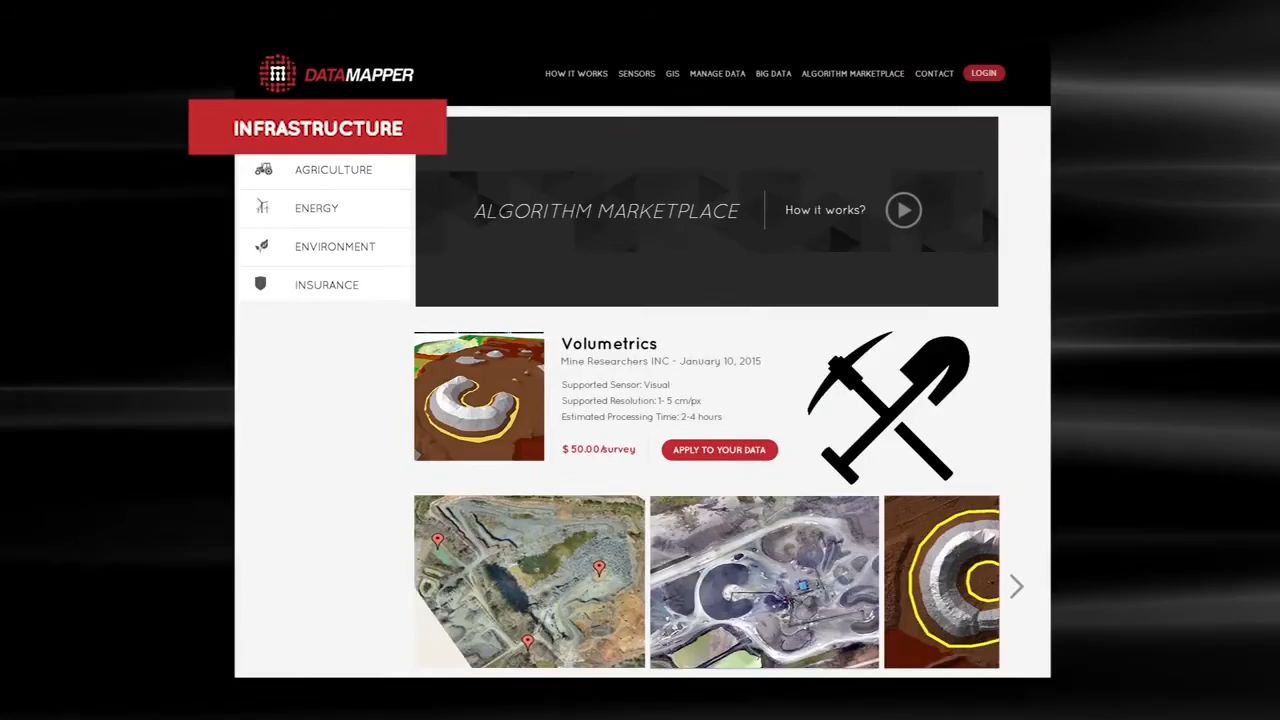 DATAMAPPER
HOW IT WORKS SENSORS GIS MANAGE DATA BIG DATA ALGORITHM MARKETPLACE CONTACT LOGIN
INFRASTRUCTURE
AGRICULTURE
ENERGY
ENVIRONMENT
INSURANCE
ALGORITHM MARKETPLACE How it works?
Volumetrics
Mine Researchers INC - January 10, 2015
Supported Sensor: Visual
Supported Resolution: 1- 5 cm/px
Estimated Processing Time: 2-4 hours
$ 50.00/survey APPLY TO YOUR DATA